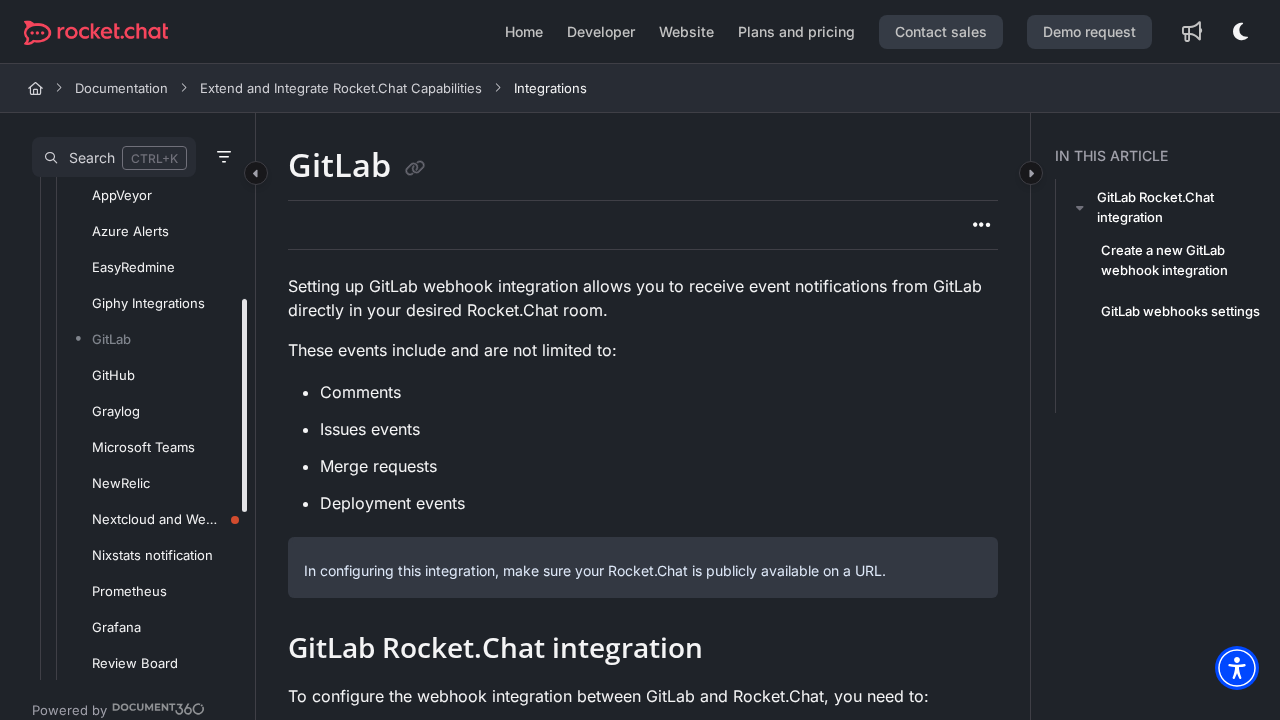 rocket.chat
Home
Developer
Website
Plans and pricing
Contact sales
Demo request
Documentation
Extend and Integrate Rocket.Chat Capabilities
Integrations
Search
CTRL+K
AppVeyor
Azure Alerts
EasyRedmine
Giphy Integrations
GitLab
GitHub
Graylog
Microsoft Teams
NewRelic
Nextcloud and We...
Nixstats notification
Prometheus
Grafana
Review Board
Powered by DOCUMENT360
GitLab
Setting up GitLab webhook integration allows you to receive event notifications from GitLab
directly in your desired Rocket.Chat room.
These events include and are not limited to:
• Comments
• Issues events
• Merge requests
• Deployment events
In configuring this integration, make sure your Rocket.Chat is publicly available on a URL.
GitLab Rocket.Chat integration
To configure the webhook integration between GitLab and Rocket.Chat, you need to:
IN THIS ARTICLE
GitLab Rocket.Chat
integration
Create a new GitLab
webhook integration
GitLab webhooks settings